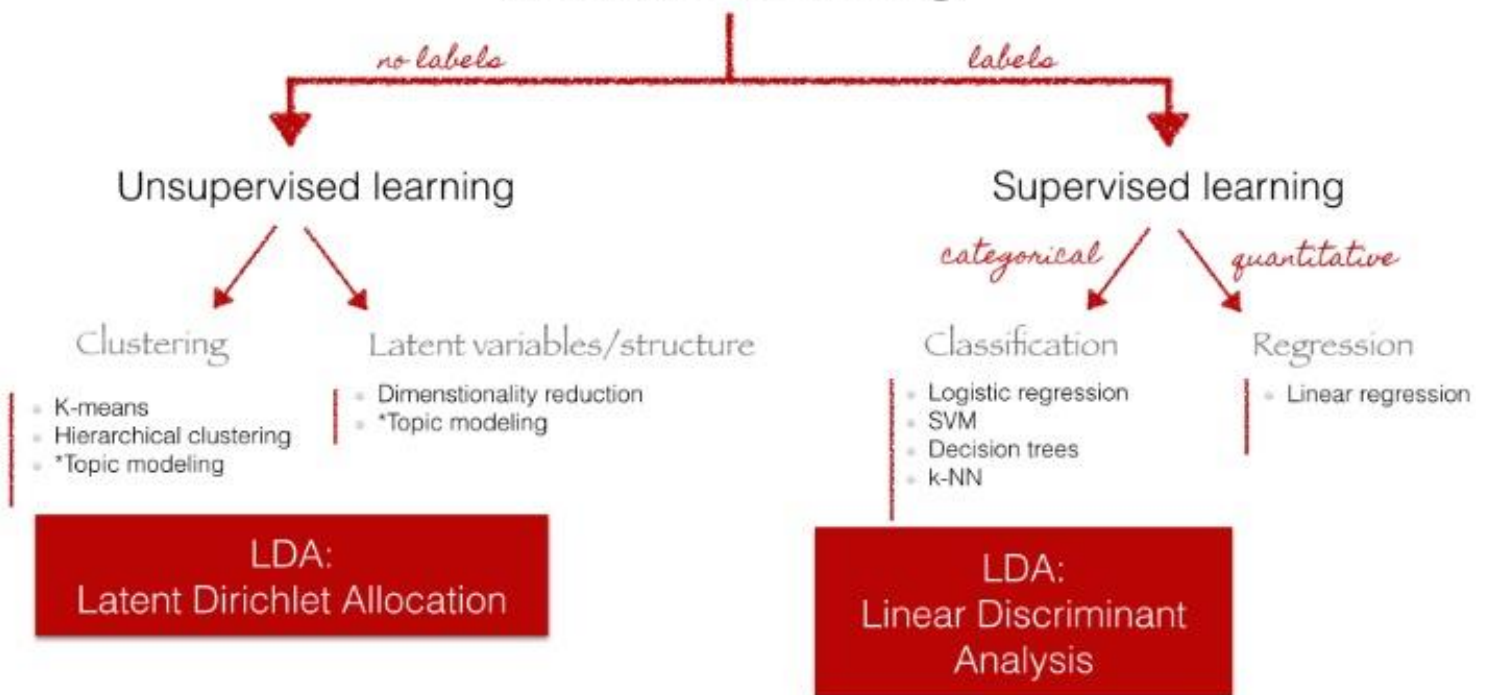 no labels
labels
Unsupervised learning
Supervised learning
categorical
quantitative
Clustering
Latent variables/structure
Classification
Regression
K-means
Hierarchical clustering
*Topic modeling
Dimenstionality reduction
*Topic modeling
Logistic regression
SVM
Decision trees
k-NN
Linear regression
LDA:
Latent Dirichlet Allocation
LDA:
Linear Discriminant
Analysis